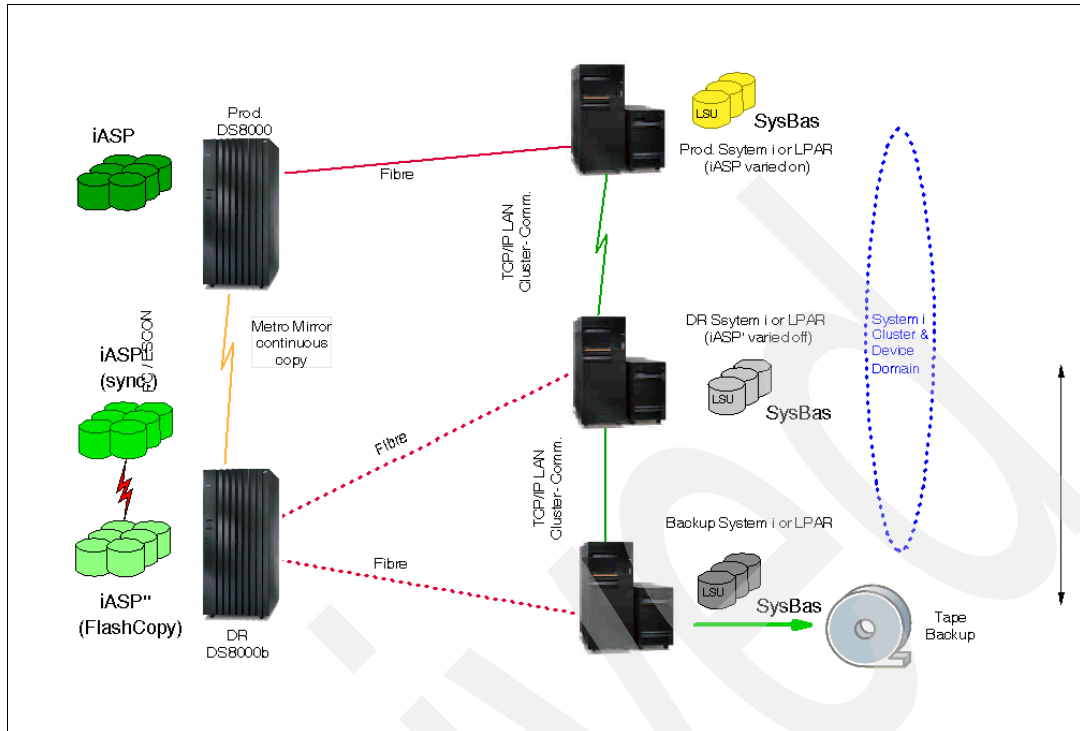 iASP
Prod.
DS8000
Fibre
LSU
SysBas
Prod. Ssytem i or LPAR
(iASP varied on)
TCP/IP LAN
Cluster- Comm.
Metro Mirror
continuous
copy
FC / ESCON
iASP'
(sync.)
DR Ssytem i or LPAR
(iASP' varied off)
LSU
SysBas
System i
Cluster &
Device
Domain
Fibre
TCP/IP LAN
Cluster- Comm.
iASP"
(FlashCopy)
DR
DS8000b
Fibre
Backup System i or LPAR
LSU
SysBas
Tape
Backup